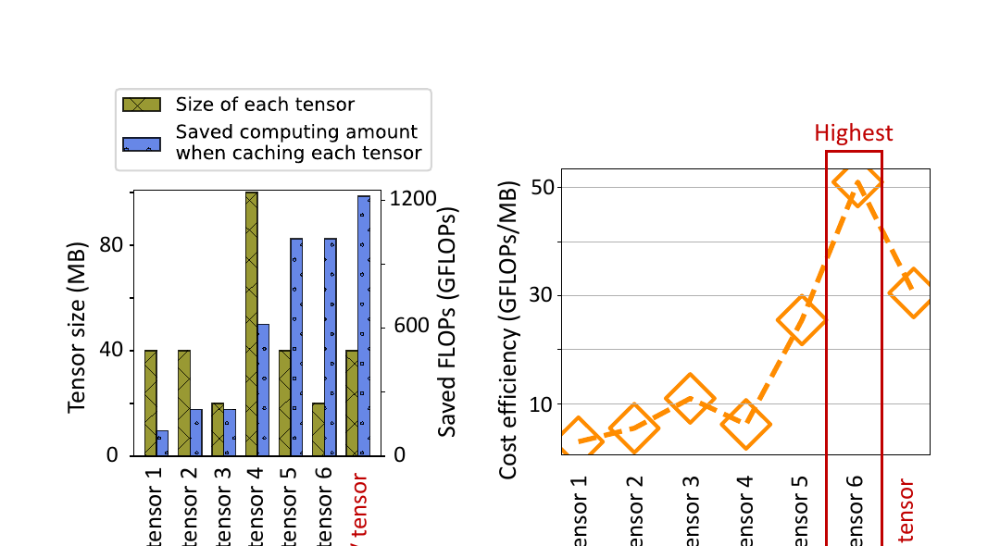 Size of each tensor
Saved computing amount
when caching each tensor
Tensor size (MB)
80
40
0
1200
600
0
Saved FLOPs (GFLOPs)
tensor 1
tensor 2
tensor 3
tensor 4
tensor 5
tensor 6
tensor
Highest
Cost efficiency (GFLOPs/MB)
50
30
10
ensor 1
ensor 2
ensor 3
ensor 4
ensor 5
ensor 6
tensor